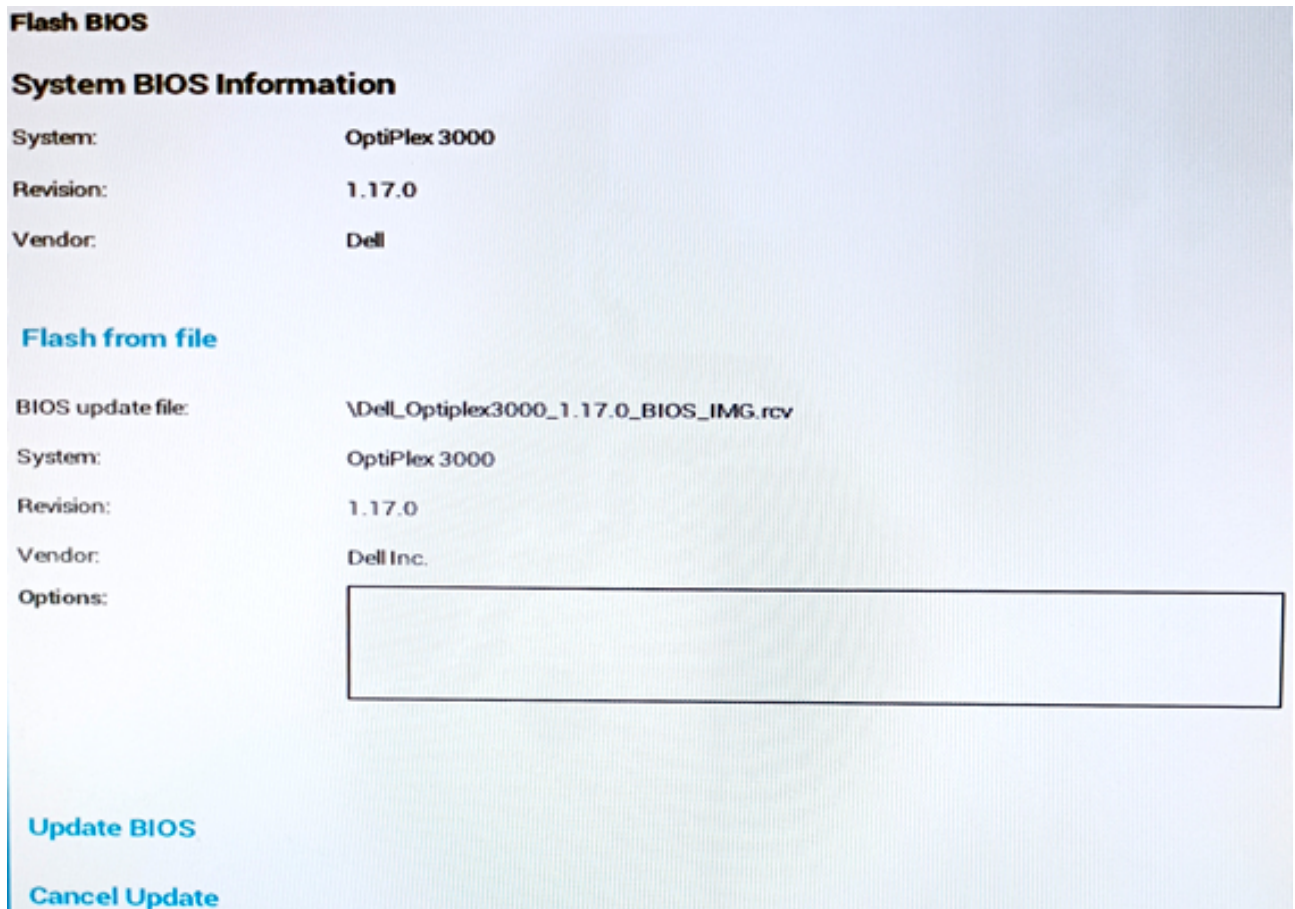 Flash BIOS
System BIOS Information
System: OptiPlex 3000
Revision: 1.17.0
Vendor: Dell
Flash from file
BIOS update file: \Dell_Optiplex3000_1.17.0_BIOS_IMG.rcv
System: OptiPlex 3000
Revision: 1.17.0
Vendor: Dell Inc.
Options:
Update BIOS
Cancel Update